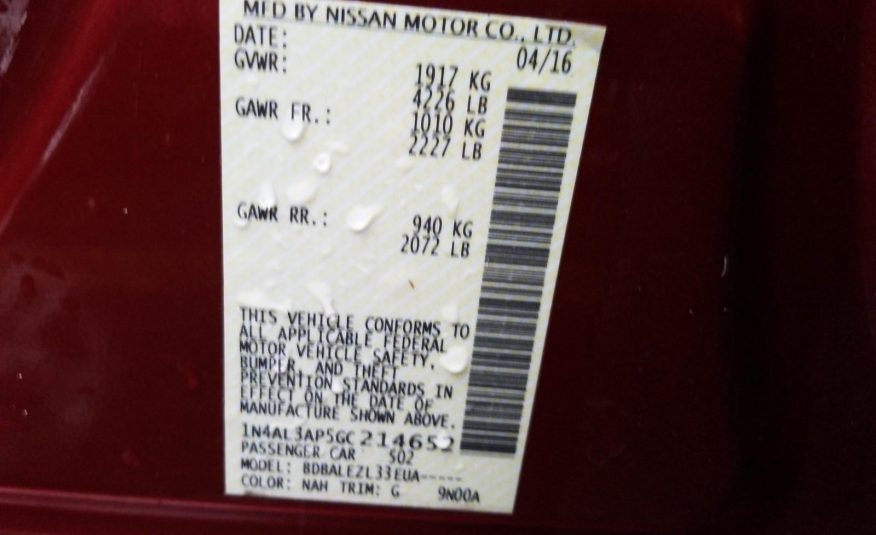 MFD BY NISSAN MOTOR CO., LTD.
DATE: 04/16
GVWR: 1917 KG
4226 LB
GAWR FR.: 1010 KG
2227 LB
GAWR RR.: 940 KG
2072 LB
THIS VEHICLE CONFORMS TO
ALL APPLICABLE FEDERAL
MOTOR VEHICLE SAFETY,
BUMPER, AND THEFT
PREVENTION STANDARDS IN
EFFECT ON THE DATE OF
MANUFACTURE SHOWN ABOVE.
1N4AL3AP5GC214652
PASSENGER CAR S02
MODEL: BDBALEZL33EUA-----
COLOR: NAH TRIM: G 9N00A